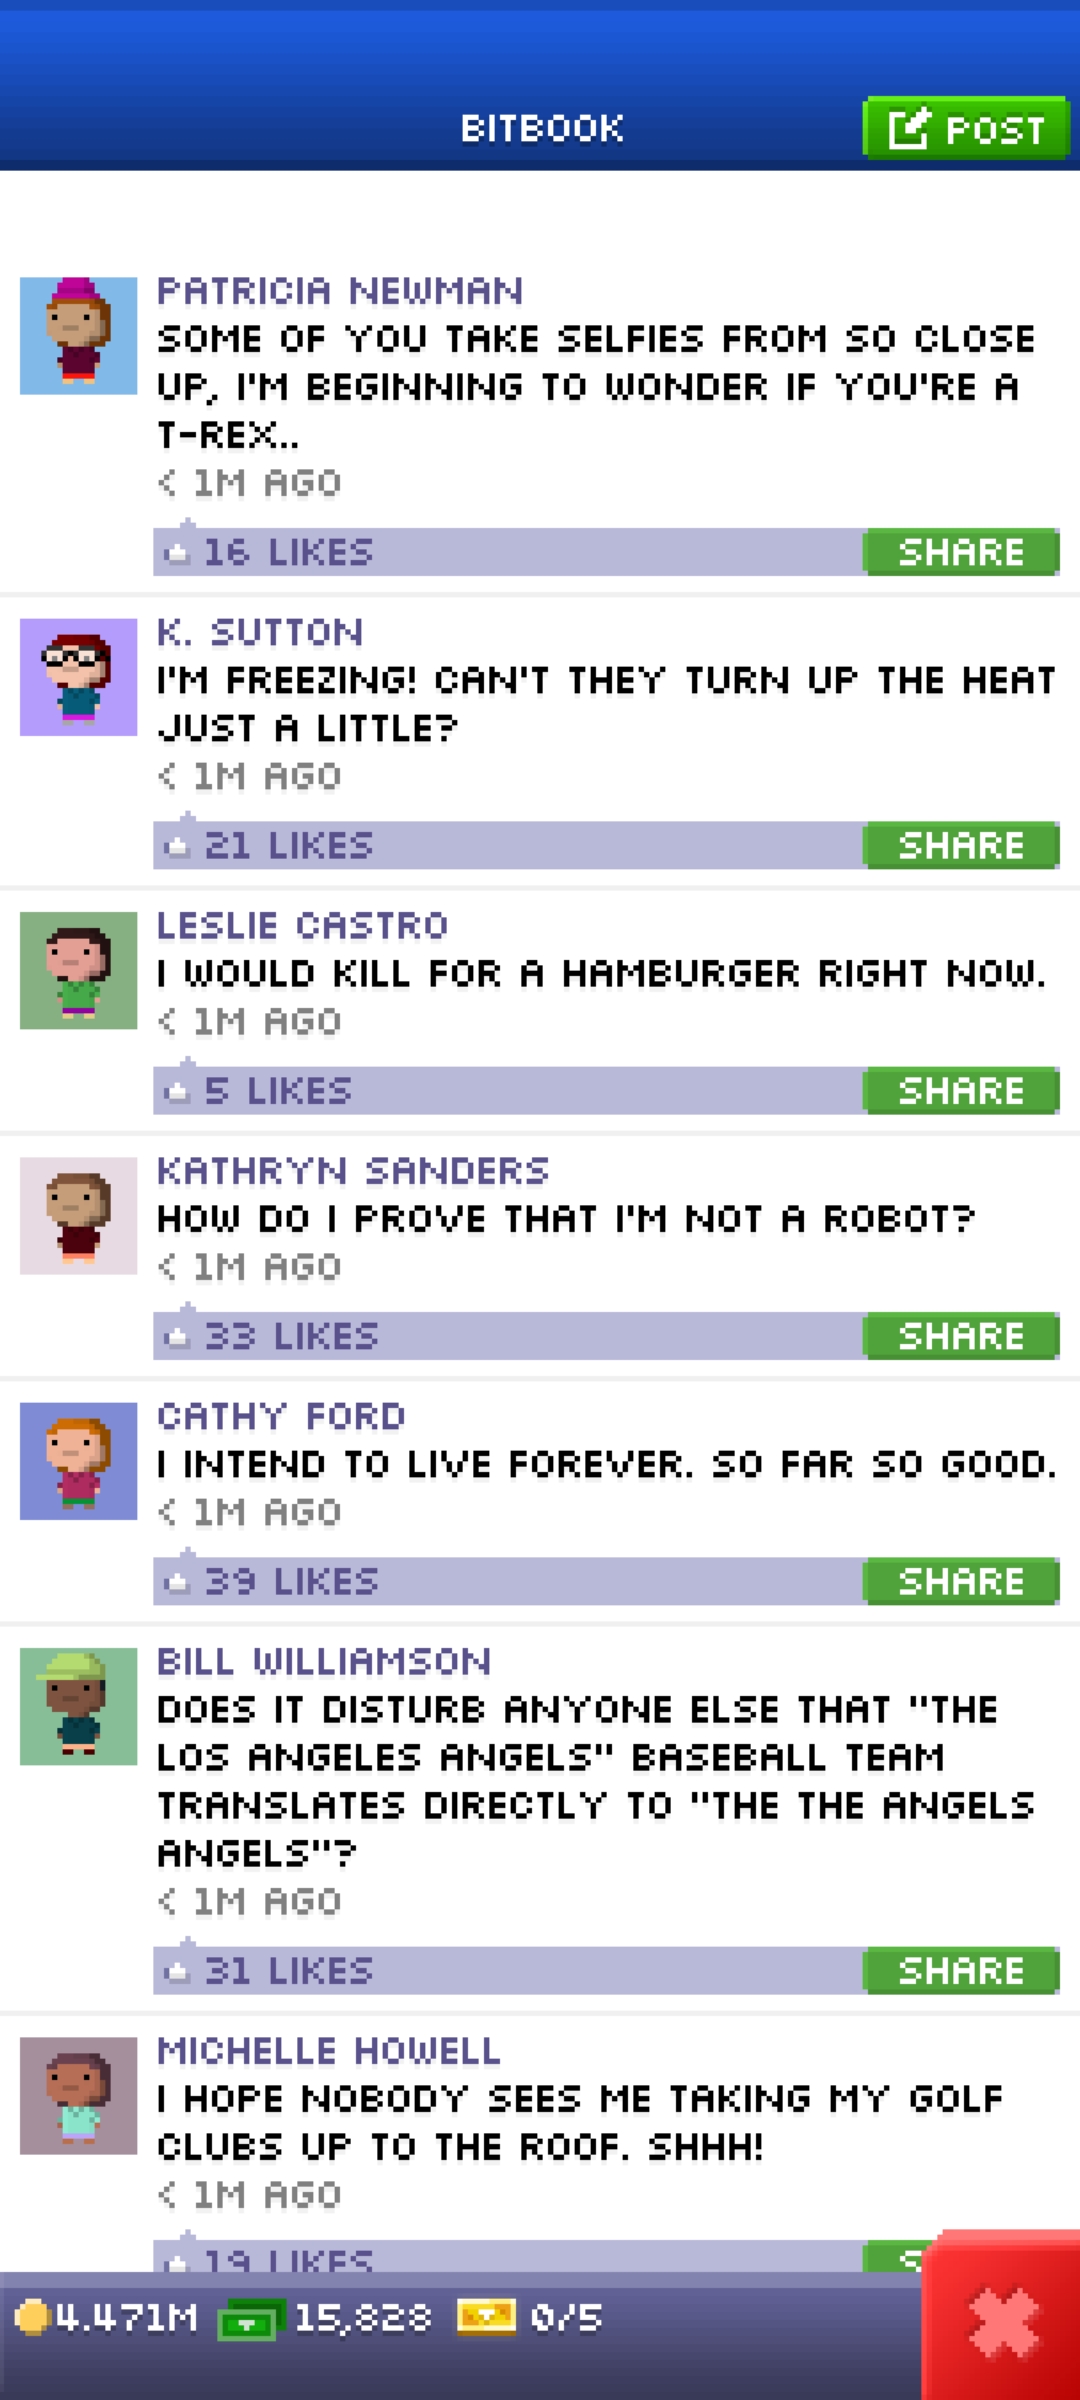 BITBOOK
POST
PATRICIA NEWMAN
SOME OF YOU TAKE SELFIES FROM SO CLOSE
UP, I'M BEGINNING TO WONDER IF YOU'RE A
T-REX..
< 1M AGO
16 LIKES
SHARE
K. SUTTON
I'M FREEZING! CAN'T THEY TURN UP THE HEAT
JUST A LITTLE?
< 1M AGO
21 LIKES
SHARE
LESLIE CASTRO
I WOULD KILL FOR A HAMBURGER RIGHT NOW.
< 1M AGO
5 LIKES
SHARE
KATHRYN SANDERS
HOW DO I PROVE THAT I'M NOT A ROBOT?
< 1M AGO
33 LIKES
SHARE
CATHY FORD
I INTEND TO LIVE FOREVER. SO FAR SO GOOD.
< 1M AGO
39 LIKES
SHARE
BILL WILLIAMSON
DOES IT DISTURB ANYONE ELSE THAT "THE
LOS ANGELES ANGELS" BASEBALL TEAM
TRANSLATES DIRECTLY TO "THE THE ANGELS
ANGELS"?
< 1M AGO
31 LIKES
SHARE
MICHELLE HOWELL
I HOPE NOBODY SEES ME TAKING MY GOLF
CLUBS UP TO THE ROOF. SHHH!
< 1M AGO
19 LIKES
4.471M
15,828
0/5